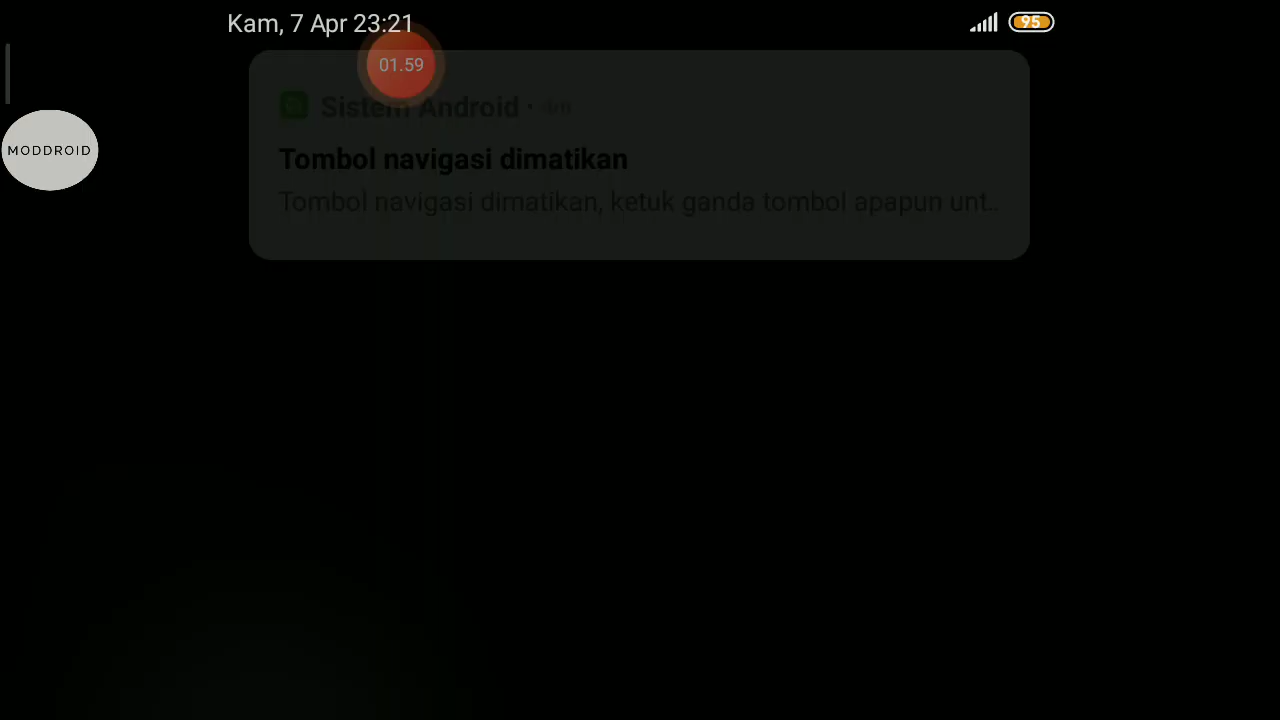 Kam, 7 Apr 23:21
95
01.59
Sistem Android ·
MODDROID
Tombol navigasi dimatikan
Tombol navigasi dimatikan, ketuk ganda tombol apapun unt..